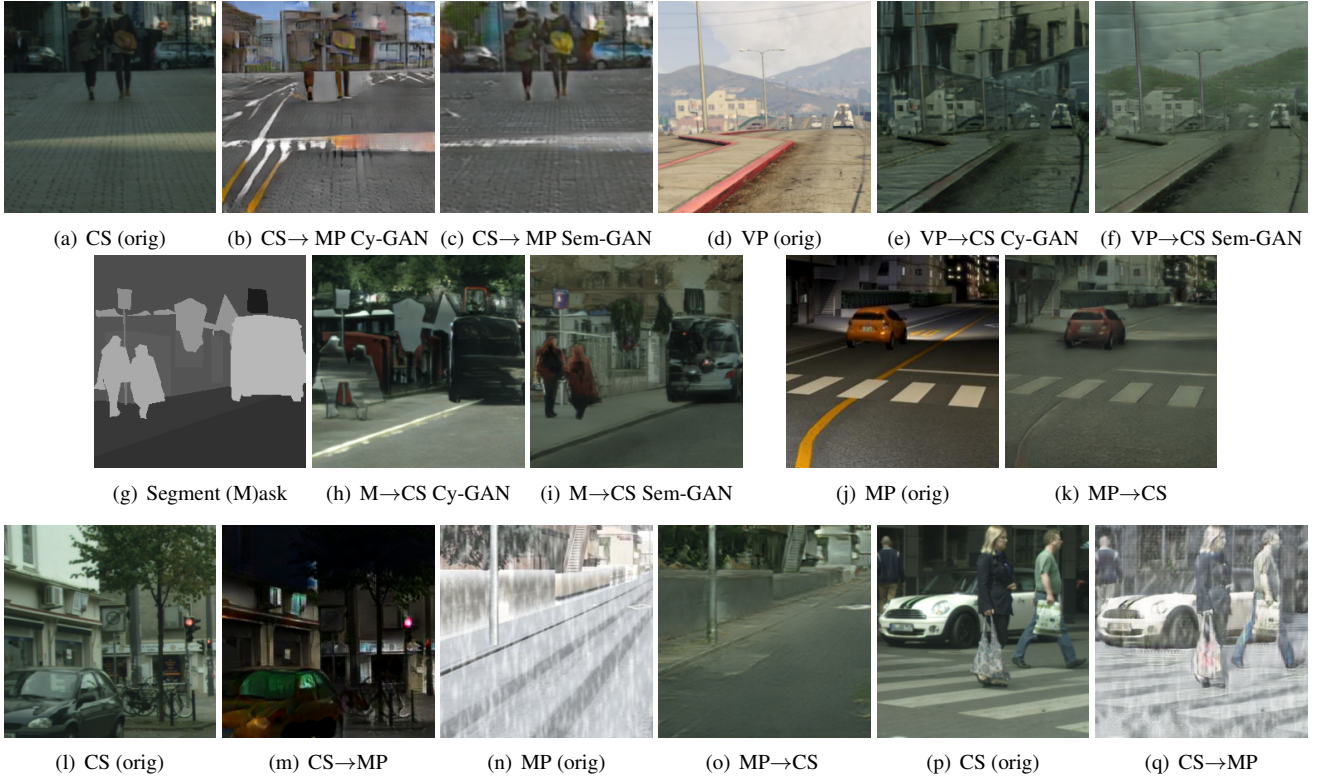 (a) CS (orig) (b) CS→ MP Cy-GAN (c) CS→ MP Sem-GAN (d) VP (orig) (e) VP→CS Cy-GAN (f) VP→CS Sem-GAN
(g) Segment (M)ask (h) M→CS Cy-GAN (i) M→CS Sem-GAN (j) MP (orig) (k) MP→CS
(l) CS (orig) (m) CS→MP (n) MP (orig) (o) MP→CS (p) CS (orig) (q) CS→MP